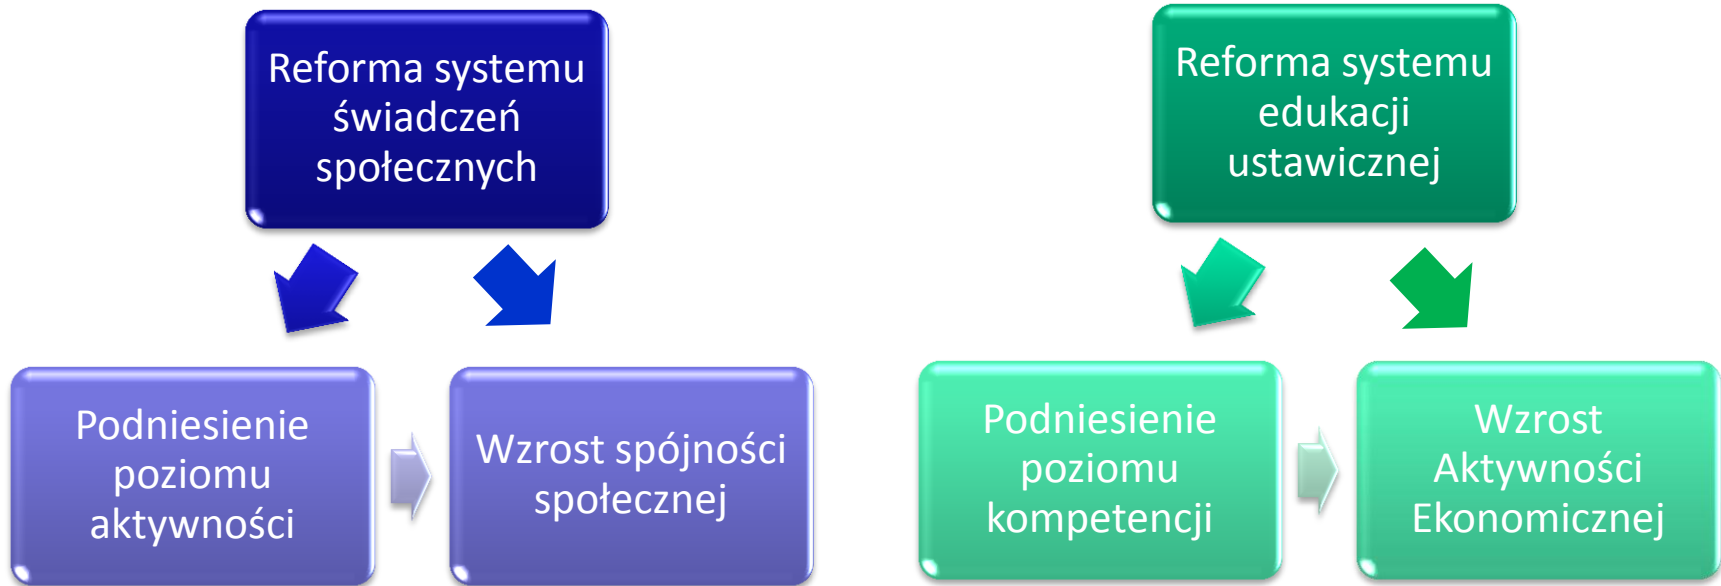 Reforma systemu
świadczeń
społecznych
Reforma systemu
edukacji
ustawicznej
Podniesienie
poziomu
aktywności
Wzrost spójności
społecznej
Podniesienie
poziomu
kompetencji
Wzrost
Aktywności
Ekonomicznej